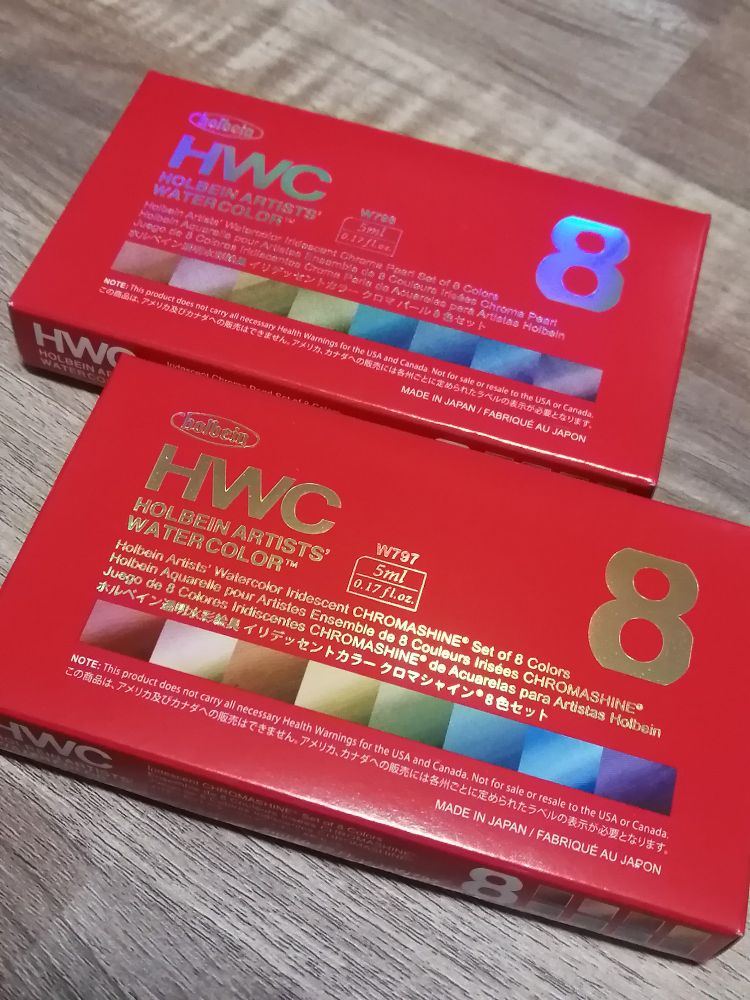 holbein
HWC
HOLBEIN ARTISTS'
WATERCOLOR™
5ml
0.17fl.oz.
8
Holbein Artists' Watercolor Iridescent Chroma Pearl Set of 8 Colors
Holbein Aquarelle pour Artistes Ensemble de 8 Couleurs Irisées Chroma Pearl
Juego de 8 Colores Iridiscentes Croma Perla de Acuarelas para Artistas Holbein
ホルベイン透明水彩絵具 イリデッセントカラー クロマ パール 8色セット
NOTE: This product does not carry all necessary Health Warnings for the USA and Canada. Not for sale or resale to the USA or Canada.
この商品は、アメリカ及びカナダへの販売はできません。アメリカ、カナダへの販売には各州ごとに定められたラベルの表示が必要となります。
MADE IN JAPAN / FABRIQUÉ AU JAPON
HWC
HOLBEIN
WATERCOLOR
Iridescent Chroma Pearl Set of 8 Colors
holbein
HWC
HOLBEIN ARTISTS'
WATERCOLOR™
W797
5ml
0.17fl.oz.
8
Holbein Artists' Watercolor Iridescent CHROMASHINE® Set of 8 Colors
Holbein Aquarelle pour Artistes Ensemble de 8 Couleurs Irisées CHROMASHINE®
Juego de 8 Colores Iridiscentes CHROMASHINE® de Acuarelas para Artistas Holbein
ホルベイン透明水彩絵具 イリデッセントカラー クロマシャイン® 8色セット
NOTE: This product does not carry all necessary Health Warnings for the USA and Canada. Not for sale or resale to the USA or Canada.
この商品は、アメリカ及びカナダへの販売はできません。アメリカ、カナダへの販売には各州ごとに定められたラベルの表示が必要となります。
MADE IN JAPAN / FABRIQUÉ AU JAPON
HWC
Iridescent CHROMASHINE® Set of 8 Colors
8